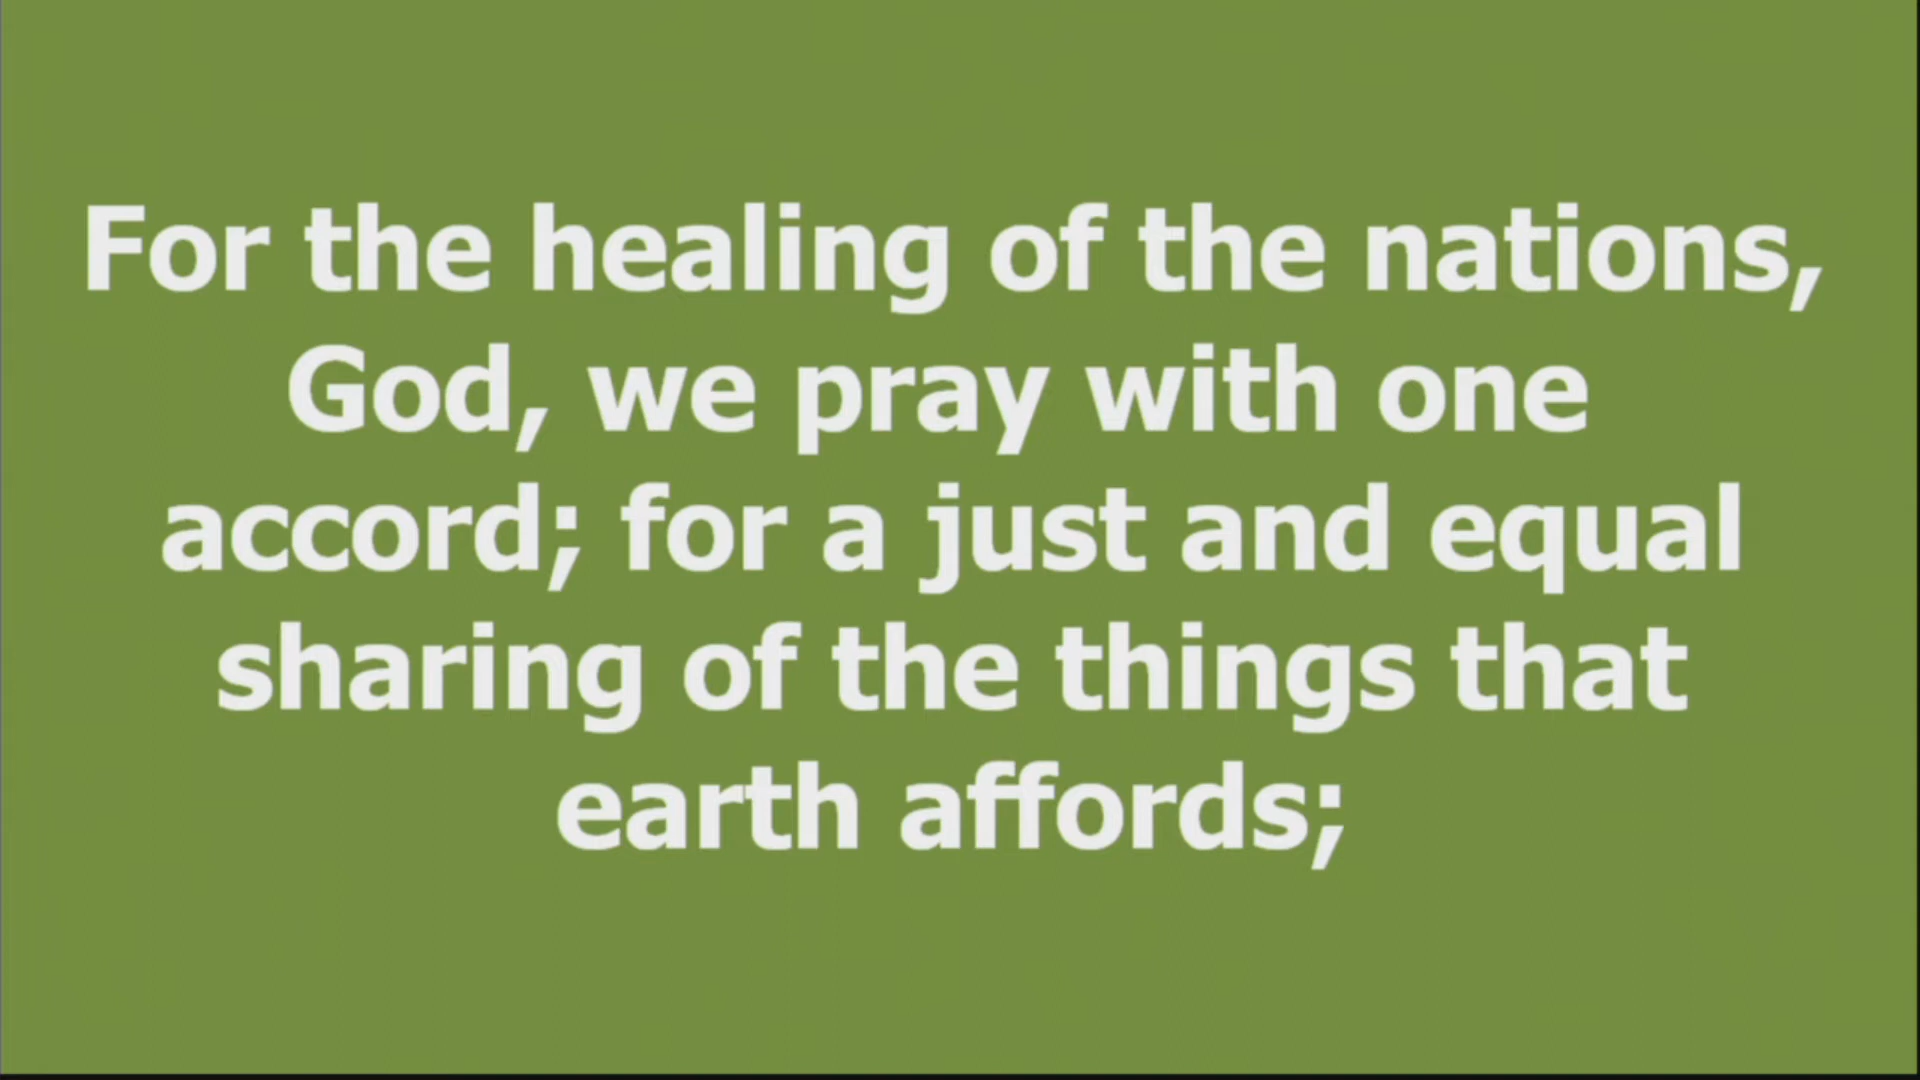 For the healing of the nations,
God, we pray with one
accord; for a just and equal
sharing of the things that
earth affords;